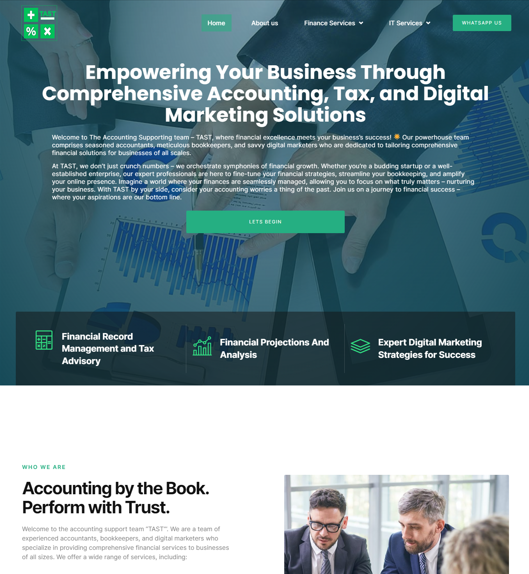 TAST
Home
About us
Finance Services
IT Services
WHATSAPP US
Empowering Your Business Through
Comprehensive Accounting, Tax, and Digital
Marketing Solutions
Welcome to The Accounting Supporting team – TAST, where financial excellence meets your business's success! 🌟 Our powerhouse team
comprises seasoned accountants, meticulous bookkeepers, and savvy digital marketers who are dedicated to tailoring comprehensive
financial solutions for businesses of all scales.
At TAST, we don't just crunch numbers – we orchestrate symphonies of financial growth. Whether you're a budding startup or a well-
established enterprise, our expert professionals are here to fine-tune your financial strategies, streamline your bookkeeping, and amplify
your online presence. Imagine a world where your finances are seamlessly managed, allowing you to focus on what truly matters – nurturing
your business. With TAST by your side, consider your accounting worries a thing of the past. Join us on a journey to financial success –
where your aspirations are our bottom line.
LETS BEGIN
Financial Record
Management and Tax
Advisory
Financial Projections And
Analysis
Expert Digital Marketing
Strategies for Success
WHO WE ARE
Accounting by the Book.
Perform with Trust.
Welcome to the accounting support team "TAST". We are a team of
experienced accountants, bookkeepers, and digital marketers who
specialize in providing comprehensive financial services to businesses
of all sizes. We offer a wide range of services, including: